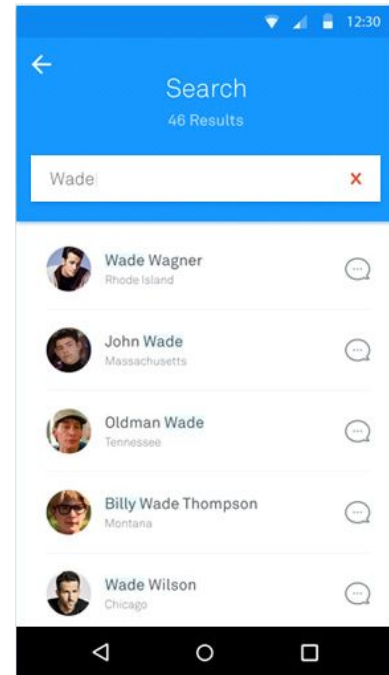 12:30
Search
46 Results
Wade
Wade Wagner
Rhode Island
John Wade
Massachusetts
Oldman Wade
Tennessee
Billy Wade Thompson
Montana
Wade Wilson
Chicago